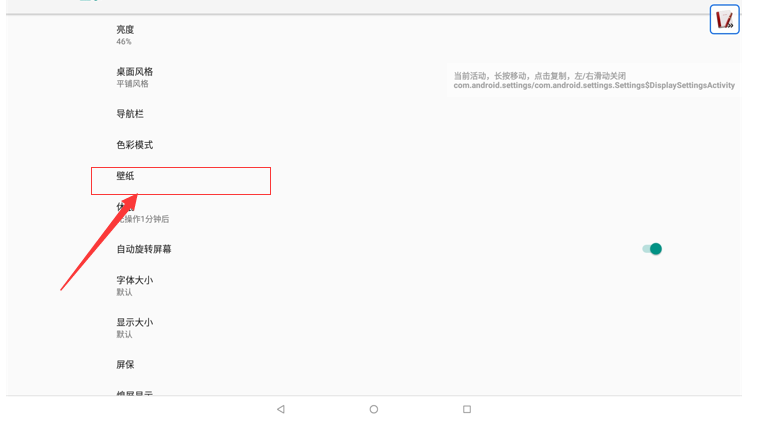 亮度
46%
桌面风格
平铺风格
当前活动，长按移动，点击复制，左/右滑动关闭
com.android.settings/com.android.settings.Settings$DisplaySettingsActivity
导航栏
色彩模式
壁纸
休
操作1分钟后
自动旋转屏幕
字体大小
默认
显示大小
默认
屏保